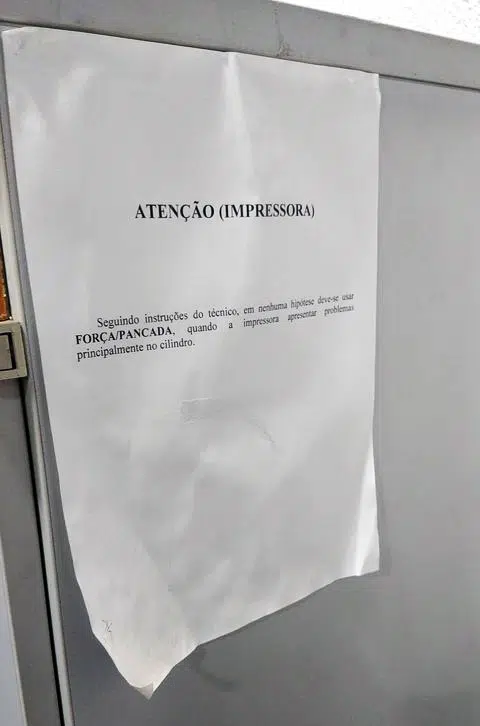 ATENÇÃO (IMPRESSORA)
Seguindo instruções do técnico, em nenhuma hipótese deve-se usar
FORÇA/PANCADA, quando a impressora apresentar problemas
principalmente no cilindro.